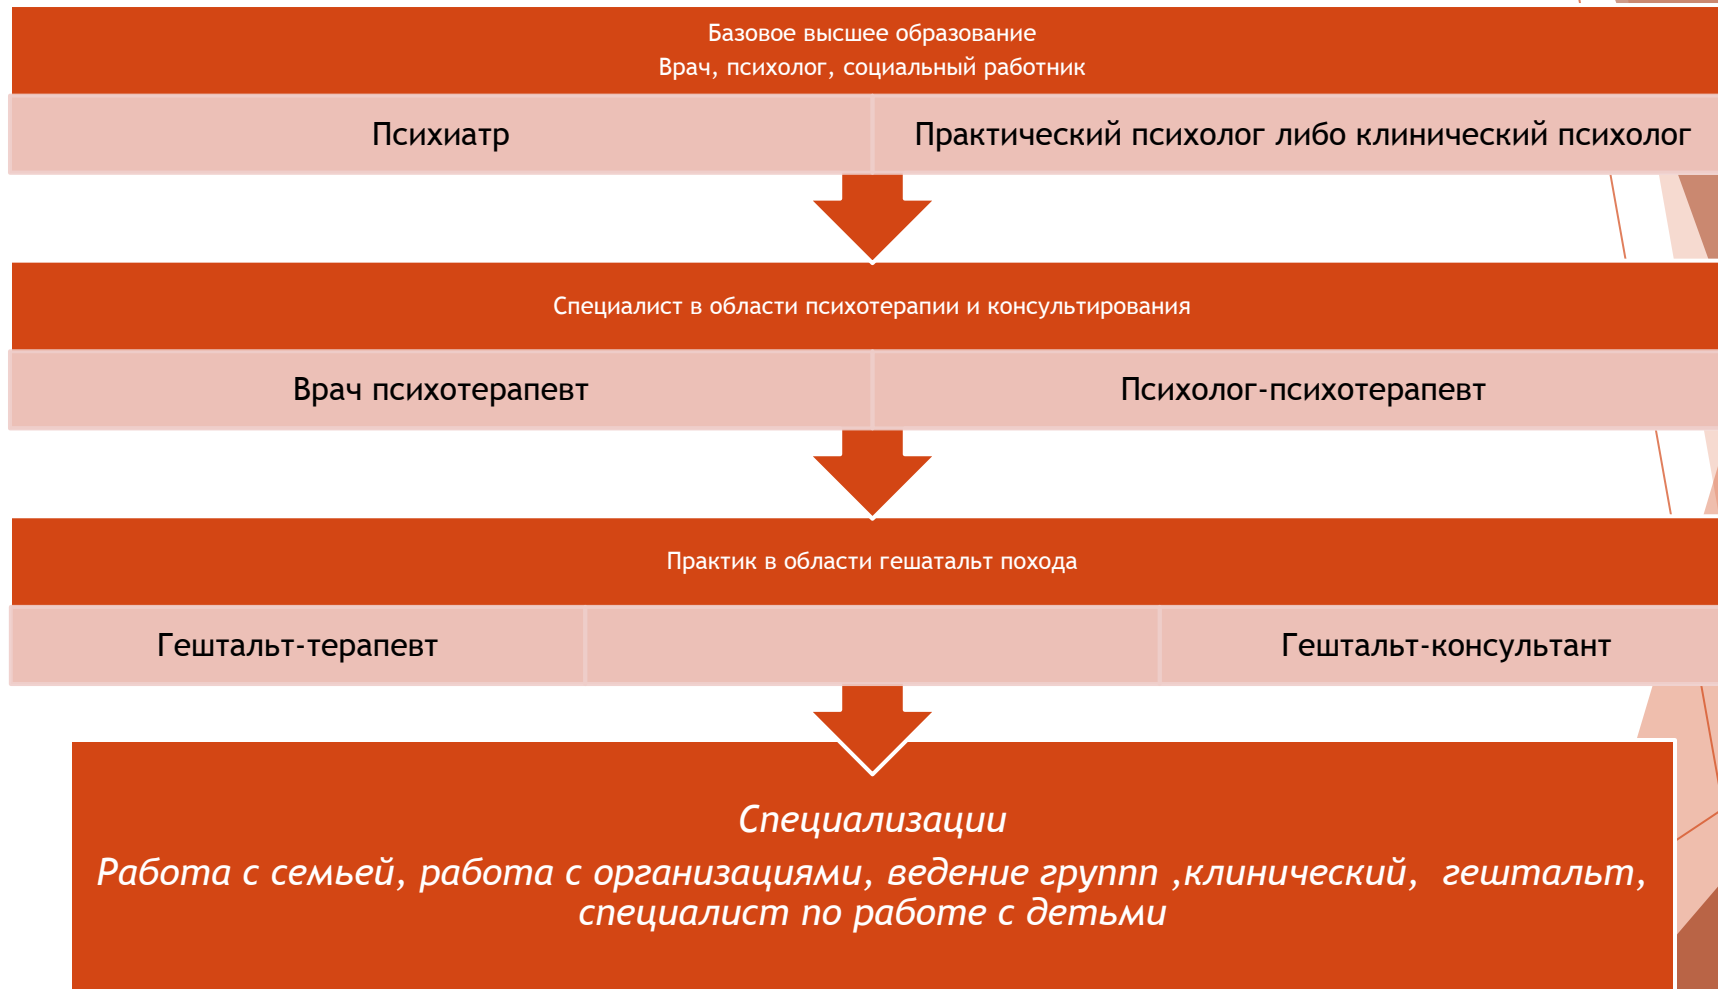 Базовое высшее образование
Врач, психолог, социальный работник
Психиатр
Практический психолог либо клинический психолог
Специалист в области психотерапии и консультирования
Врач психотерапевт
Психолог-психотерапевт
Практик в области гешатальт похода
Гештальт-терапевт
Гештальт-консультант
Специализации
Работа с семьей, работа с организациями, ведение группп ,клинический, гештальт,
специалист по работе с детьми